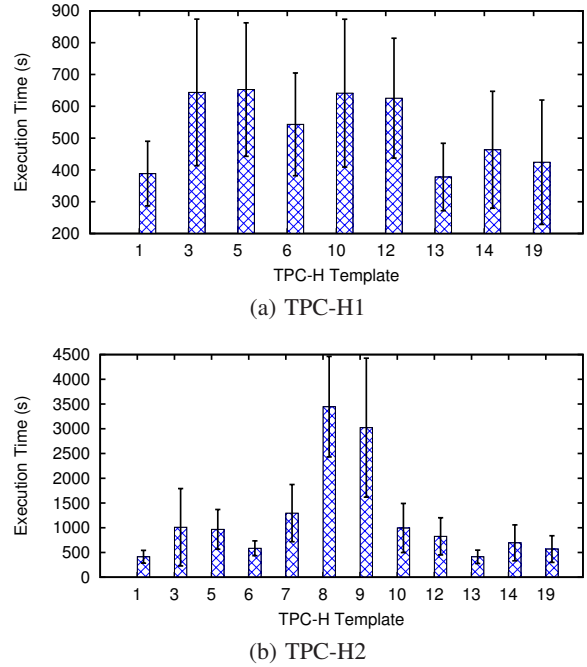 900
800
700
600
500
400
300
200
Execution Time (s)
1 3 5 6 10 12 13 14 19
TPC-H Template
(a) TPC-H1
4500
4000
3500
3000
2500
2000
1500
1000
500
0
Execution Time (s)
1 3 5 6 7 8 9 10 12 13 14 19
TPC-H Template
(b) TPC-H2